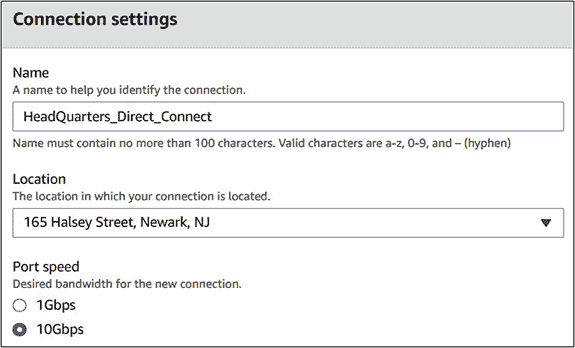 Connection settings
Name
A name to help you identify the connection.
HeadQuarters_Direct_Connect
Name must contain no more than 100 characters. Valid characters are a-z, 0-9, and – (hyphen)
Location
The location in which your connection is located.
165 Halsey Street, Newark, NJ
Port speed
Desired bandwidth for the new connection.
1Gbps
10Gbps